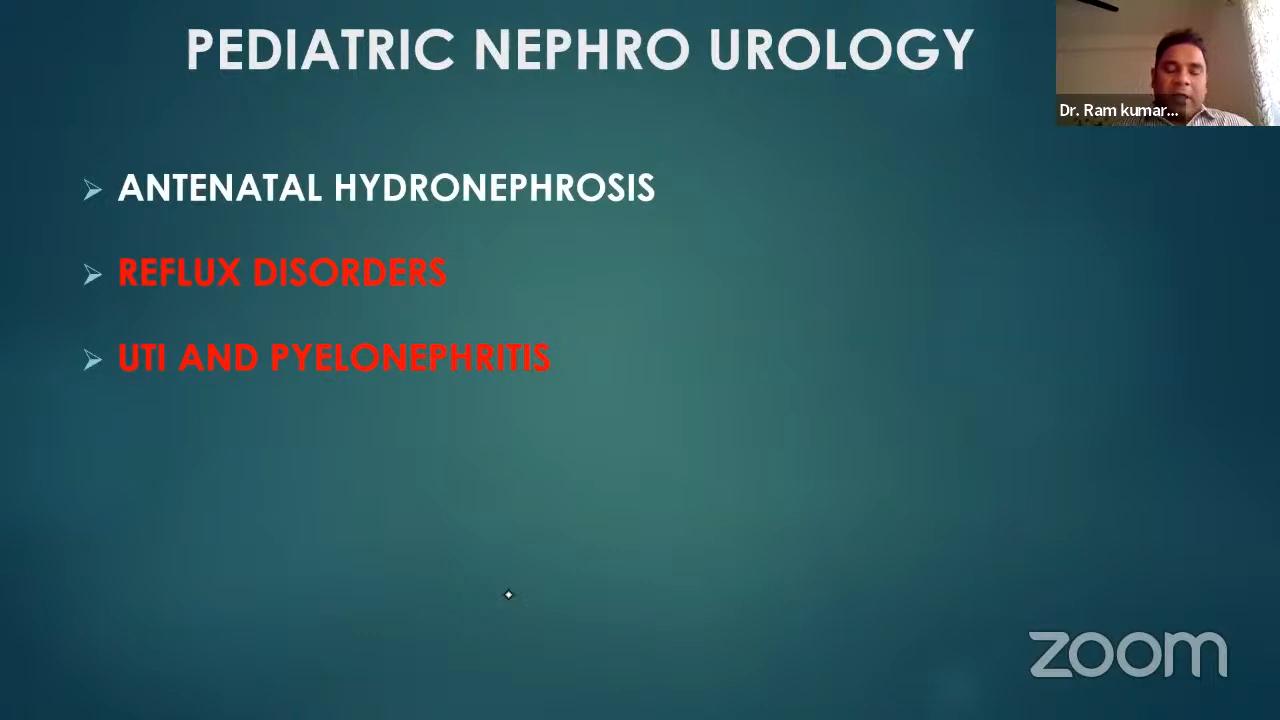 PEDIATRIC NEPHRO UROLOGY
Dr. Ram kumar...
ANTENATAL HYDRONEPHROSIS
REFLUX DISORDERS
UTI AND PYELONEPHRITIS
zoom